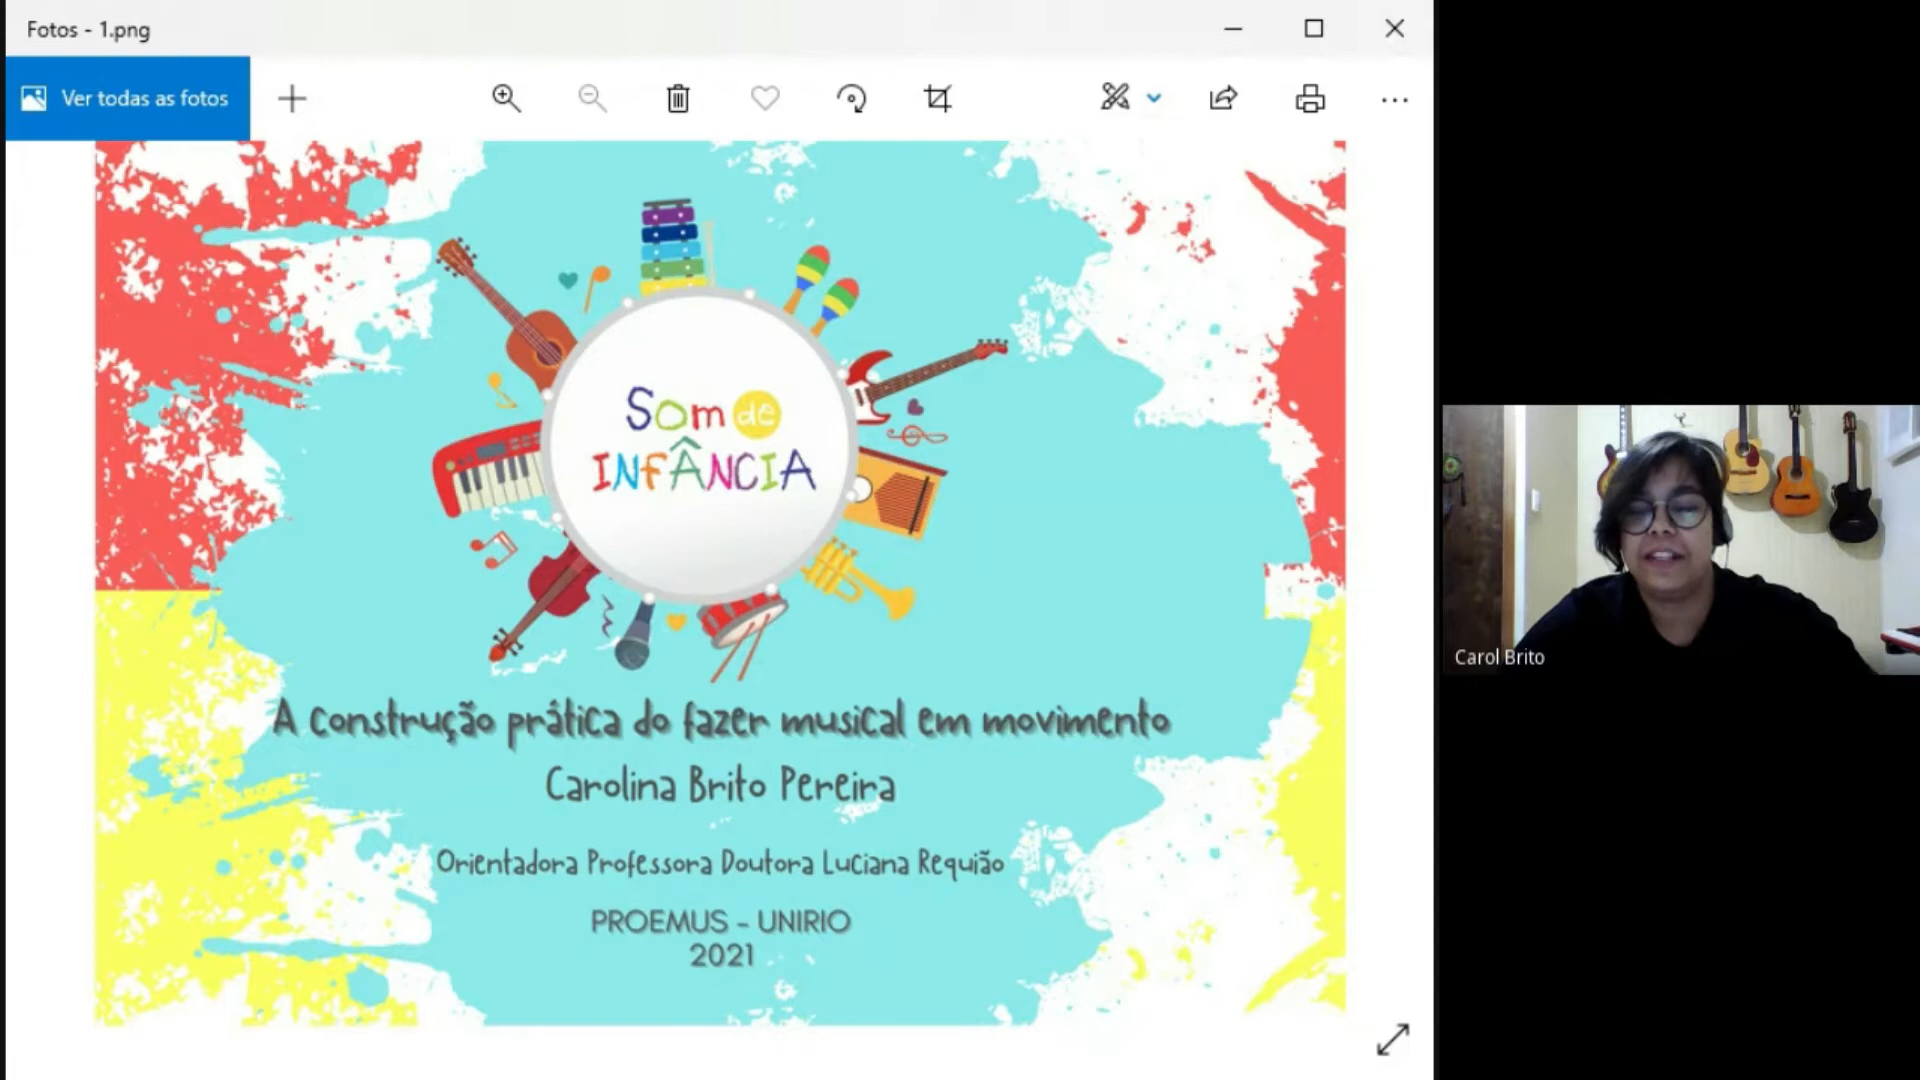 Fotos - 1.png
Ver todas as fotos
Som de
INFÂNCIA
A construção prática do fazer musical em movimento
Carolina Brito Pereira
Orientadora Professora Doutora Luciana Requião
PROEMUS - UNIRIO
2021
Carol Brito